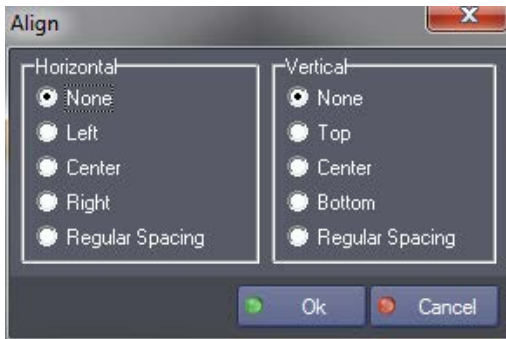 Align
Horizontal
None
Left
Center
Right
Regular Spacing
Vertical
None
Top
Center
Bottom
Regular Spacing
Ok
Cancel